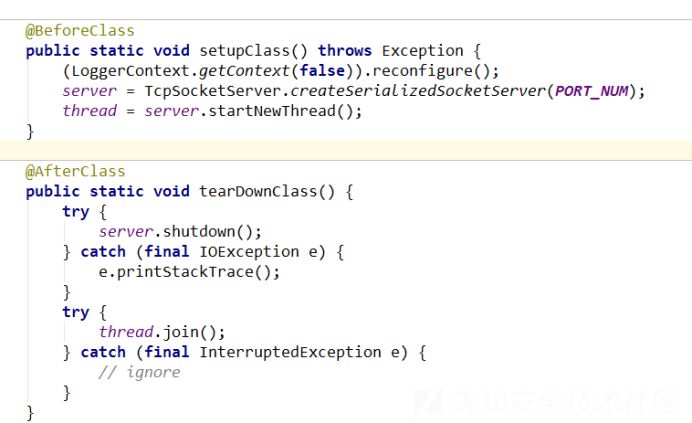 @BeforeClass
public static void setupClass() throws Exception {
    (LoggerContext.getContext(false)).reconfigure();
    server = TcpSocketServer.createSerializedSocketServer(PORT_NUM);
    thread = server.startNewThread();
}
@AfterClass
public static void tearDownClass() {
    try {
        server.shutdown();
    } catch (final IOException e) {
        e.printStackTrace();
    }
    try {
        thread.join();
    } catch (final InterruptedException e) {
        // ignore
    }
}
先知安全技术社区